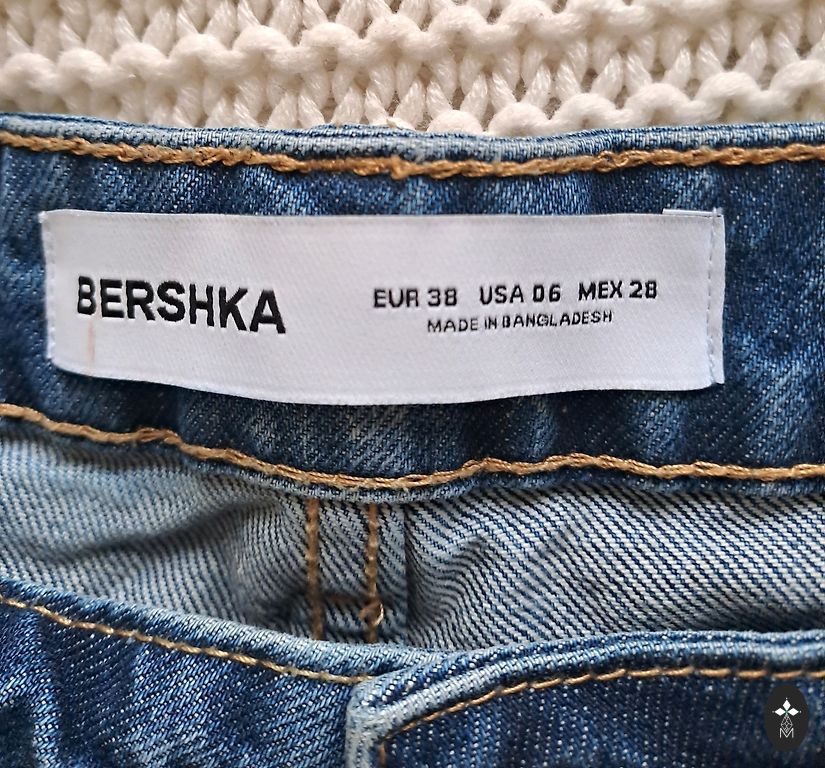 BERSHKA
EUR 38 USA 06 MEX 28
MADE IN BANGLADESH
M